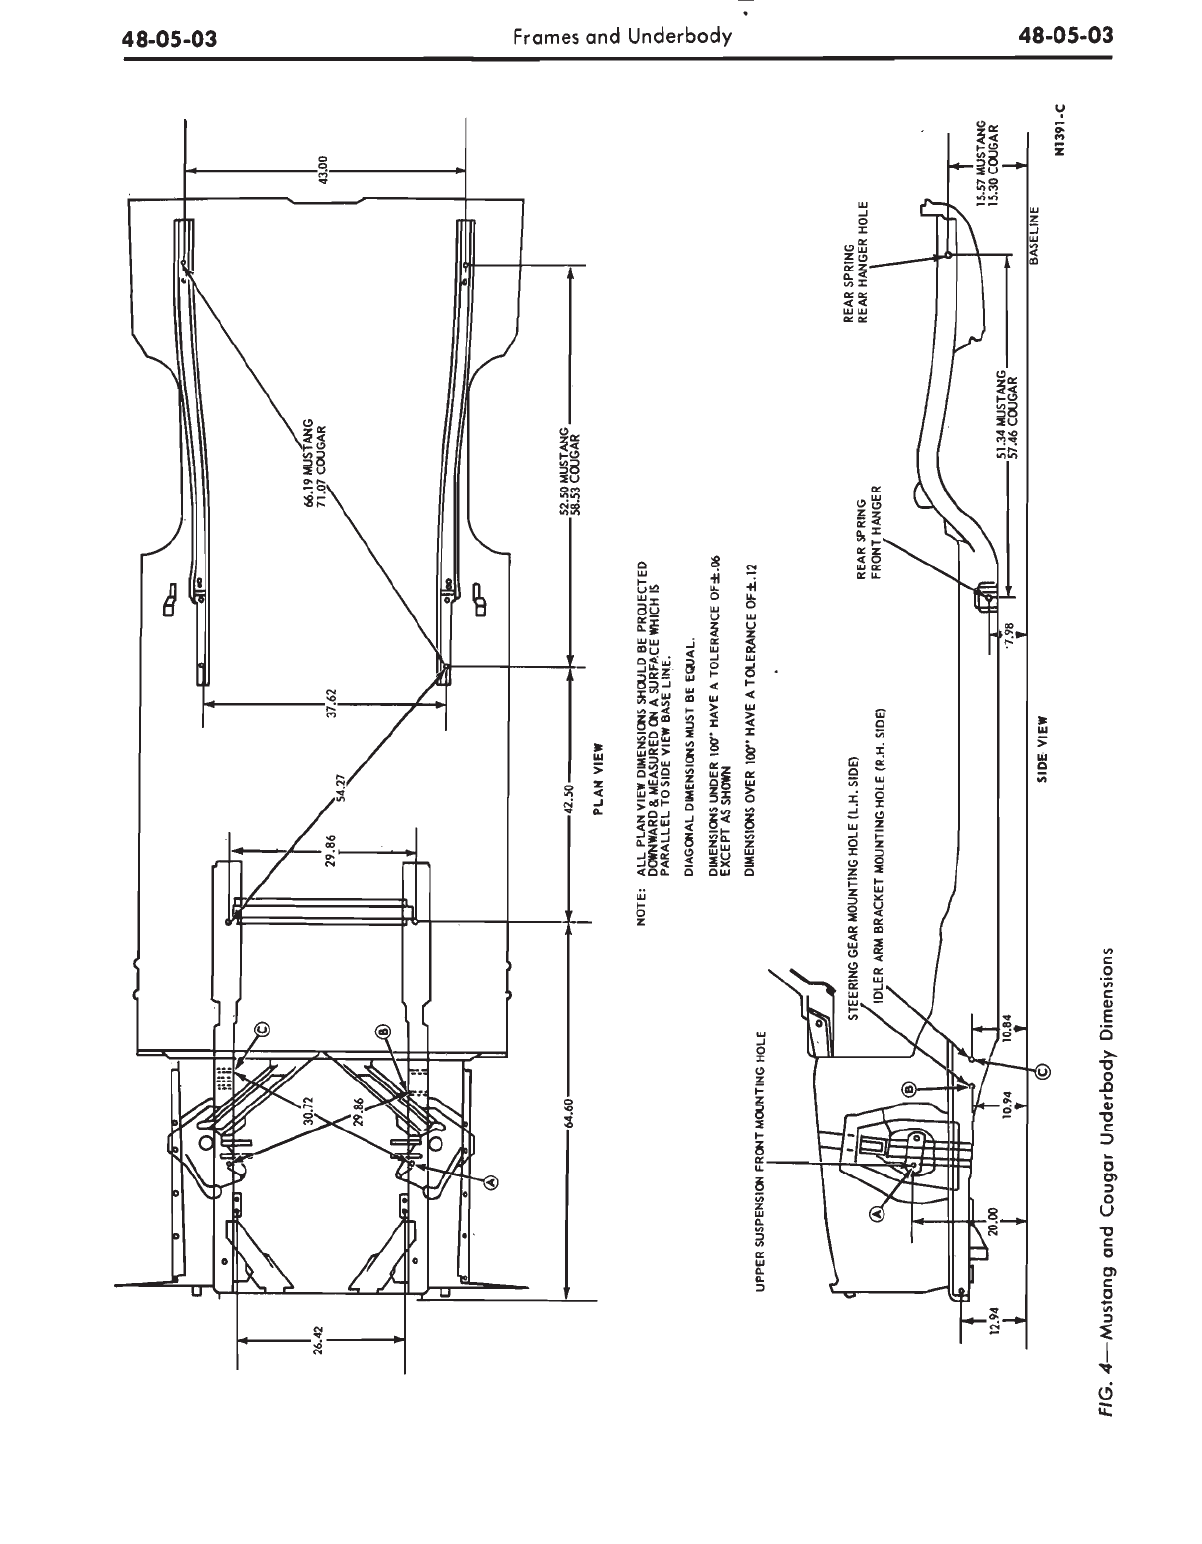 48-05-03
Frames and Underbody
48-05-03
43.00
66.19 MUSTANG
71.07 COUGAR
52.50 MUSTANG
58.53 COUGAR
37.62
54.27
42.50
29.86
PLAN VIEW
C
B
30.72
29.86
64.60
A
26.42
NOTE: ALL PLAN VIEW DIMENSIONS SHOULD BE PROJECTED
DOWNWARD & MEASURED ON A SURFACE WHICH IS
PARALLEL TO SIDE VIEW BASE LINE.
DIAGONAL DIMENSIONS MUST BE EQUAL.
DIMENSIONS UNDER 100" HAVE A TOLERANCE OF ±.06
EXCEPT AS SHOWN
DIMENSIONS OVER 100" HAVE A TOLERANCE OF ±.12
15.57 MUSTANG
15.30 COUGAR
N1391-C
REAR SPRING
REAR HANGER HOLE
BASELINE
51.34 MUSTANG
57.46 COUGAR
REAR SPRING
FRONT HANGER
7.98
STEERING GEAR MOUNTING HOLE (L.H. SIDE)
IDLER ARM BRACKET MOUNTING HOLE (R.H. SIDE)
SIDE VIEW
UPPER SUSPENSION FRONT MOUNTING HOLE
10.84
C
B
10.94
A
20.00
12.94
FIG. 4—Mustang and Cougar Underbody Dimensions